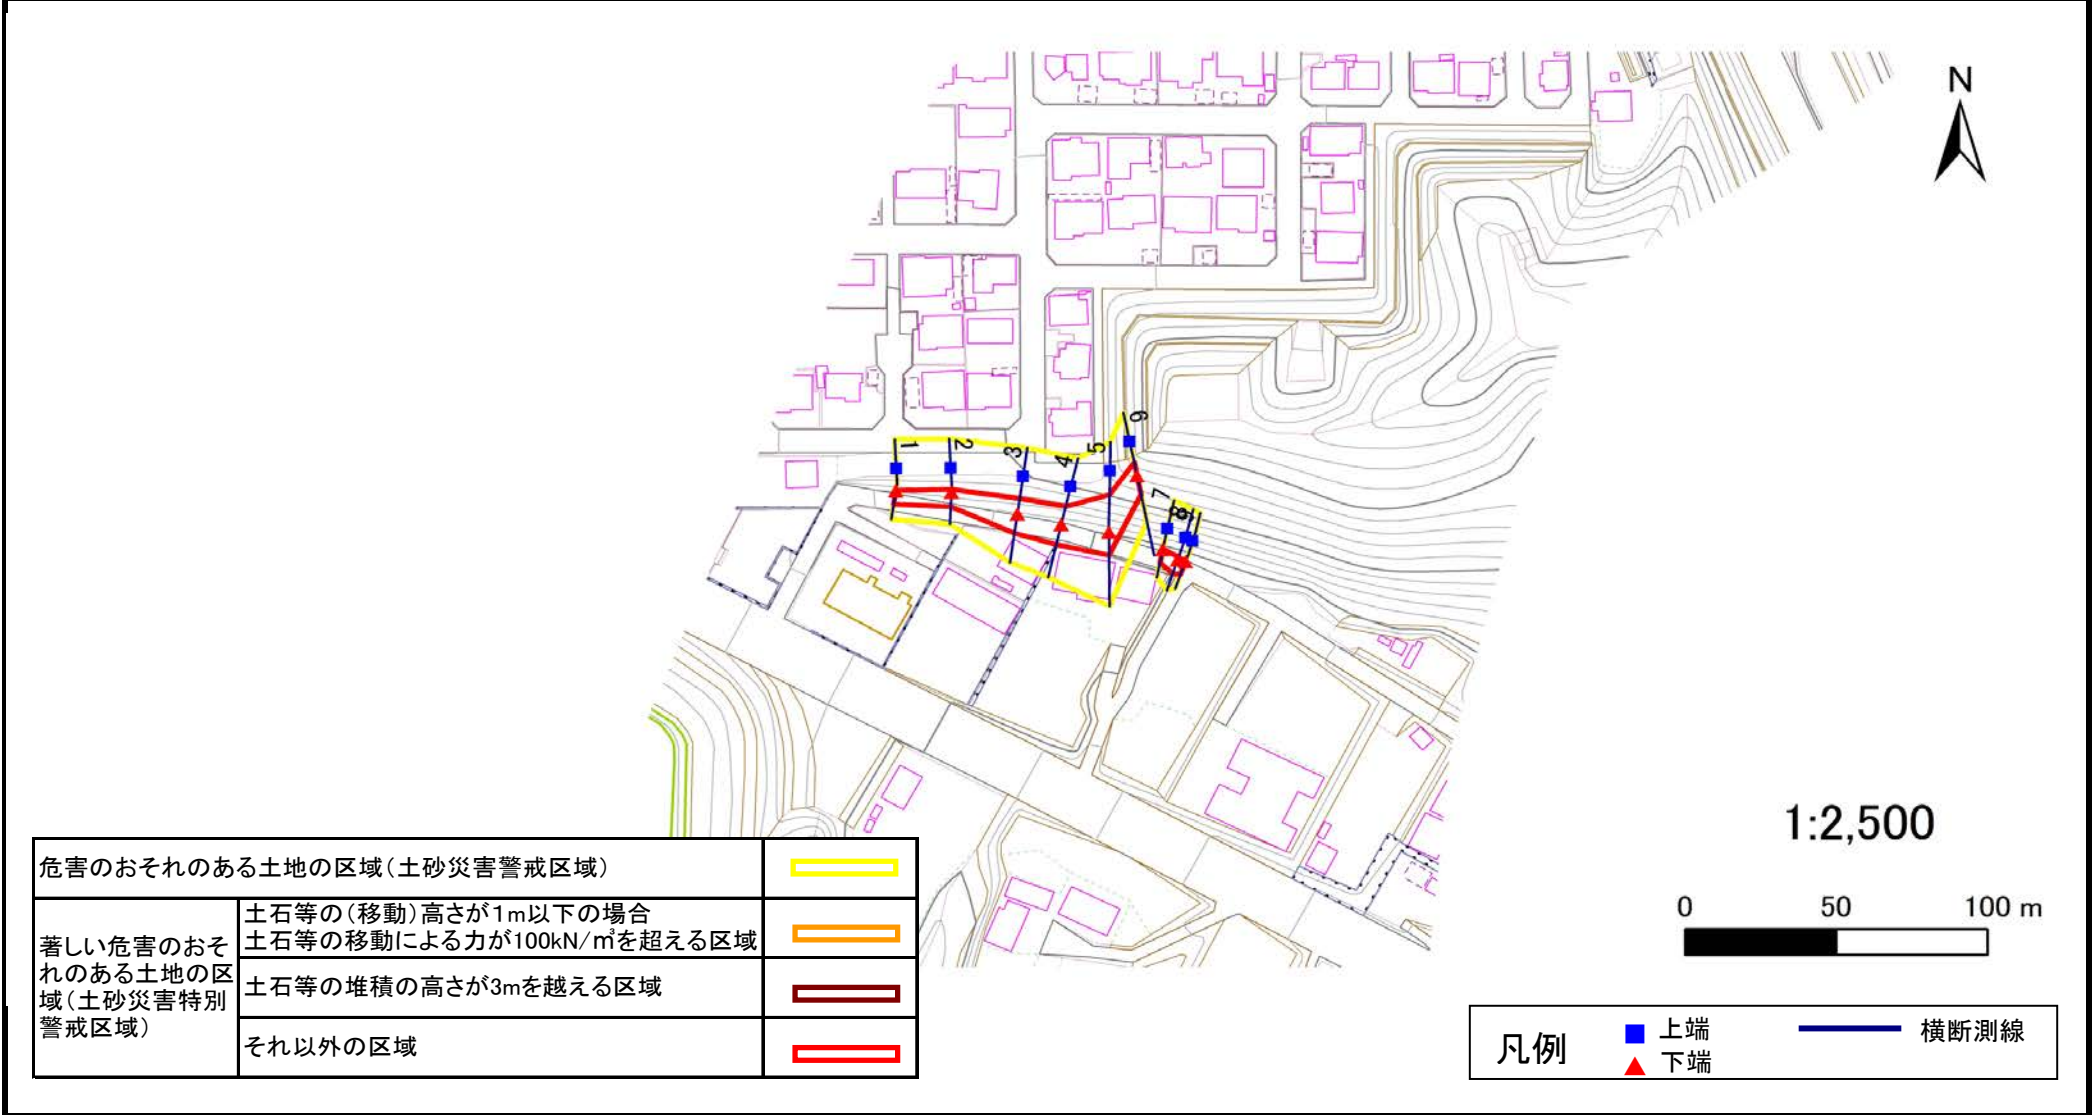 N
1
2
3
4
5
6
7
8
1:2,500
0 50 100 m
危害のおそれのある土地の区域(土砂災害警戒区域)
著しい危害のおそ
れのある土地の区
域(土砂災害特別
警戒区域)
土石等の(移動)高さが1m以下の場合
土石等の移動による力が100kN/㎡を超える区域
土石等の堆積の高さが3mを越える区域
それ以外の区域
凡例
上端
下端
横断測線